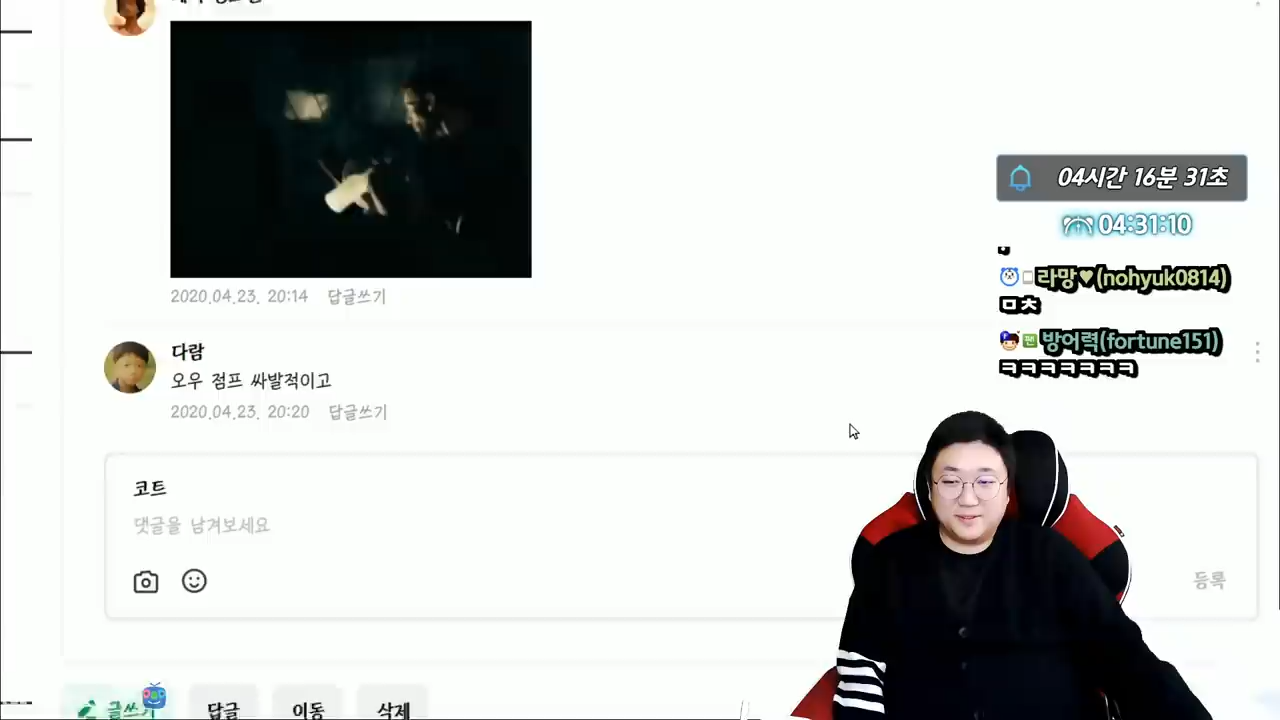 2020.04.23. 20:14 답글쓰기
다람
오우 점프 싸발적이고
2020.04.23. 20:20 답글쓰기
코트
댓글을 남겨보세요
등록
글쓰기
답글
이동
삭제
04시간 16분 31초
04:31:10
라망♥(nohyuk0814)
ㅁㅊ
팬 방어력(fortune151)
ㅋㅋㅋㅋㅋㅋㅋ